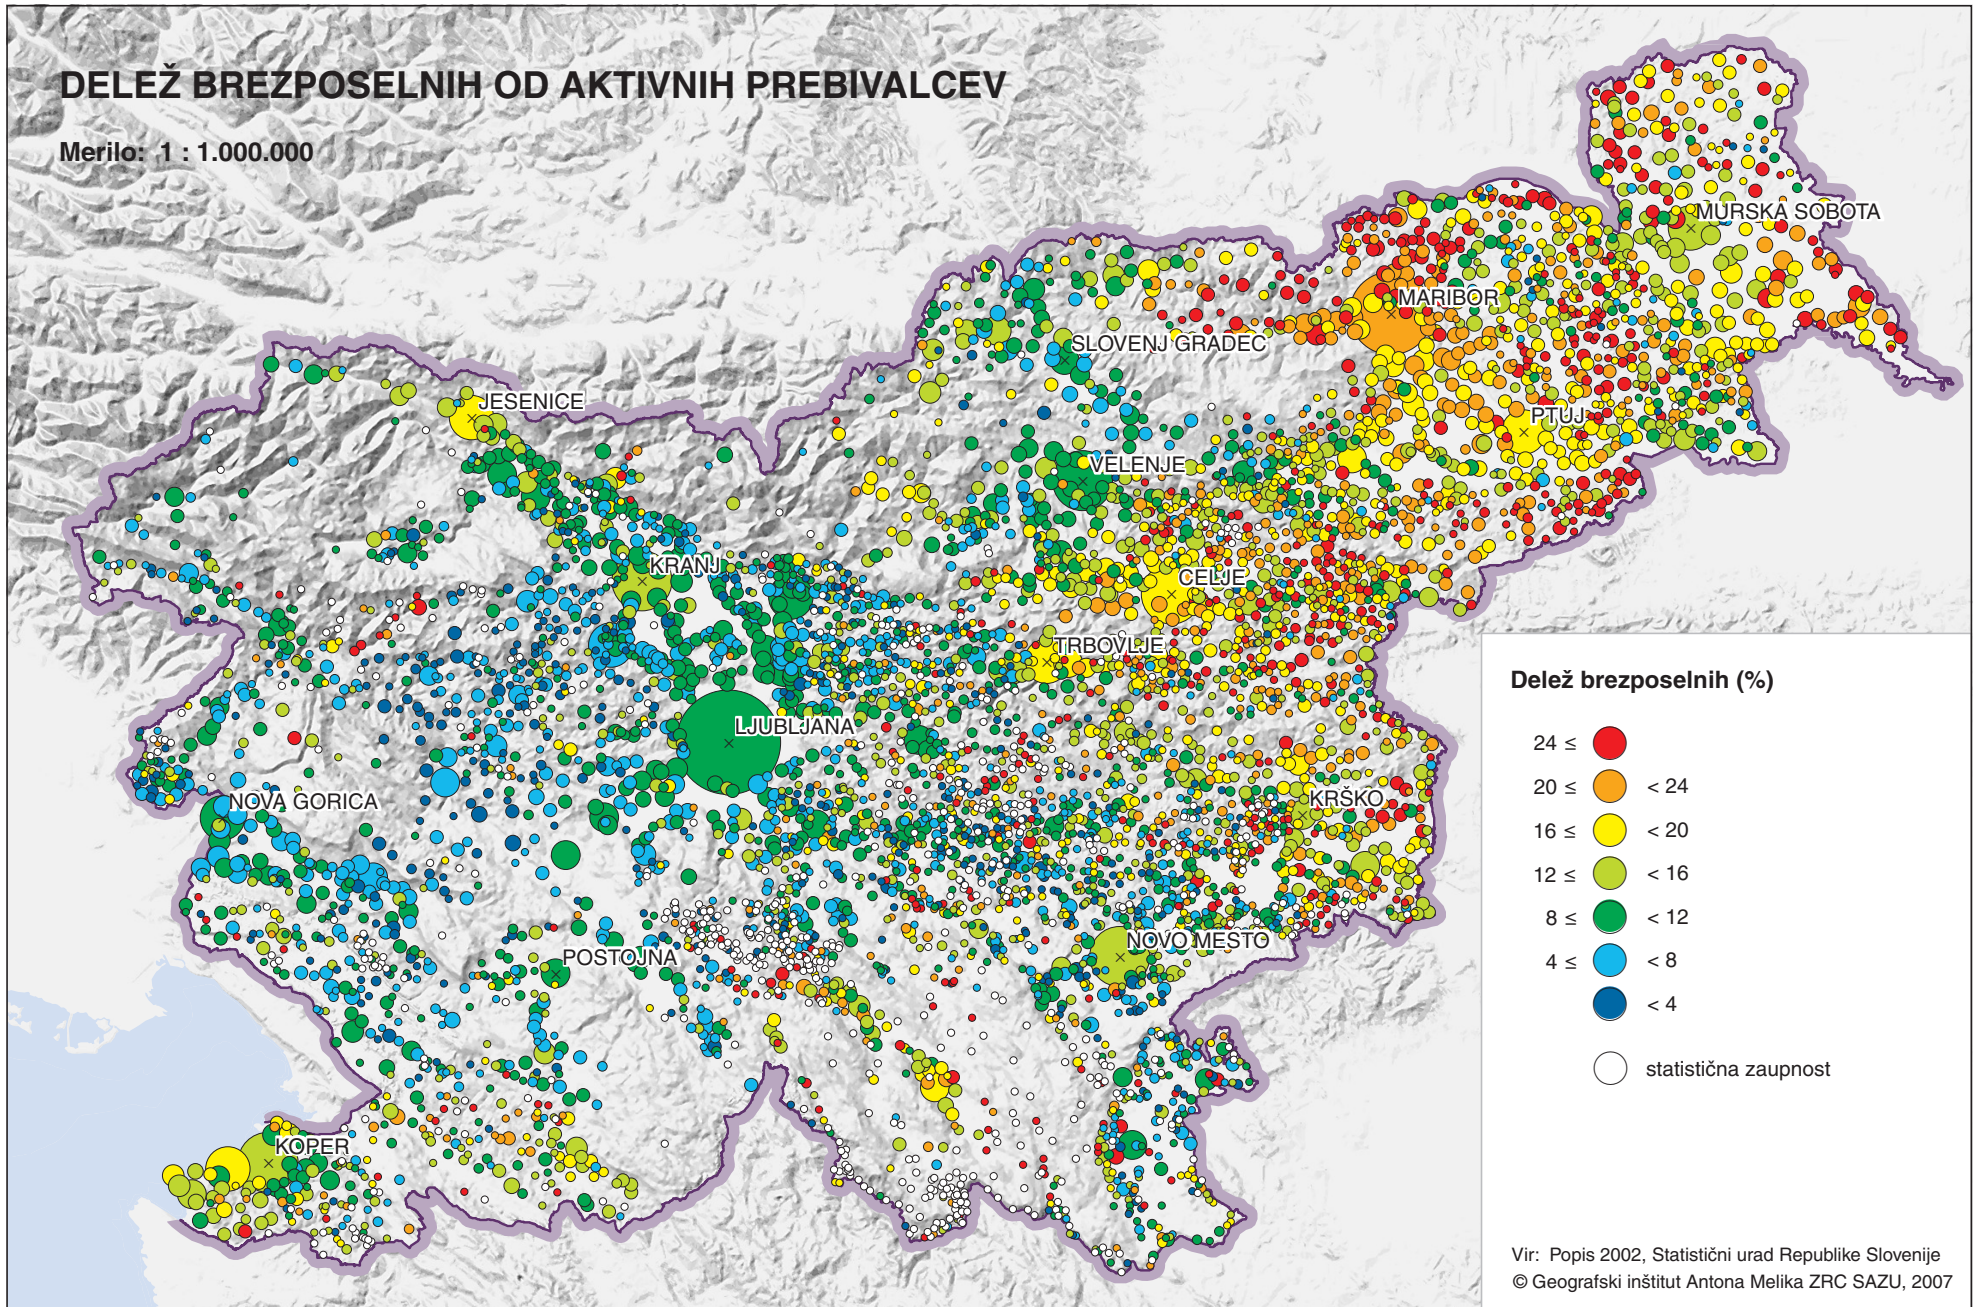 DELEŽ BREZPOSELNIH OD AKTIVNIH PREBIVALCEV
Merilo: 1 : 1.000.000
MURSKA SOBOTA
MARIBOR
SLOVENJ GRADEC
JESENICE
PTUJ
VELENJE
KRANJ
CELJE
TRBOVLJE
LJUBLJANA
NOVA GORICA
KRŠKO
NOVO MESTO
POSTOJNA
KOPER
Delež brezposelnih (%)
24 ≤
20 ≤ < 24
16 ≤ < 20
12 ≤ < 16
8 ≤ < 12
4 ≤ < 8
< 4
statistična zaupnost
Vir: Popis 2002, Statistični urad Republike Slovenije
© Geografski inštitut Antona Melika ZRC SAZU, 2007